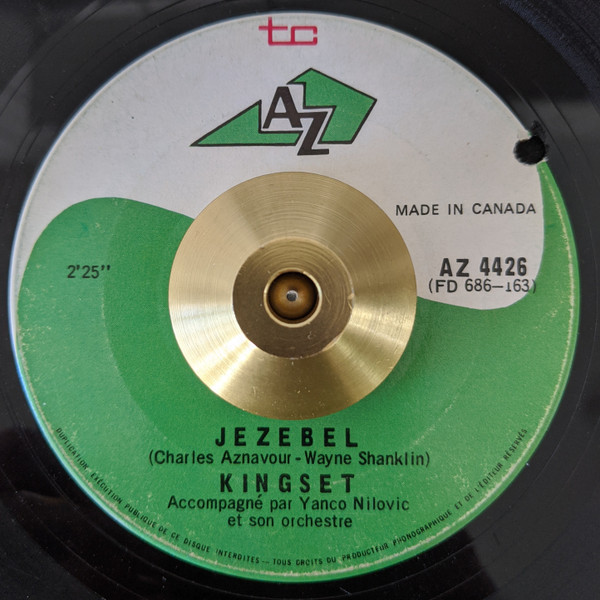 tc
AZ
MADE IN CANADA
2'25"
AZ 4426
(FD 686-163)
JEZEBEL
(Charles Aznavour - Wayne Shanklin)
KINGSET
Accompagné par Yanco Nilovic
et son orchestre
DUPLICATION EXÉCUTION PUBLIQUE DE CE DISQUE INTERDITES - TOUS DROITS DU PRODUCTEUR PHONOGRAPHIQUE ET DE L'ÉDITEUR RÉSERVÉS